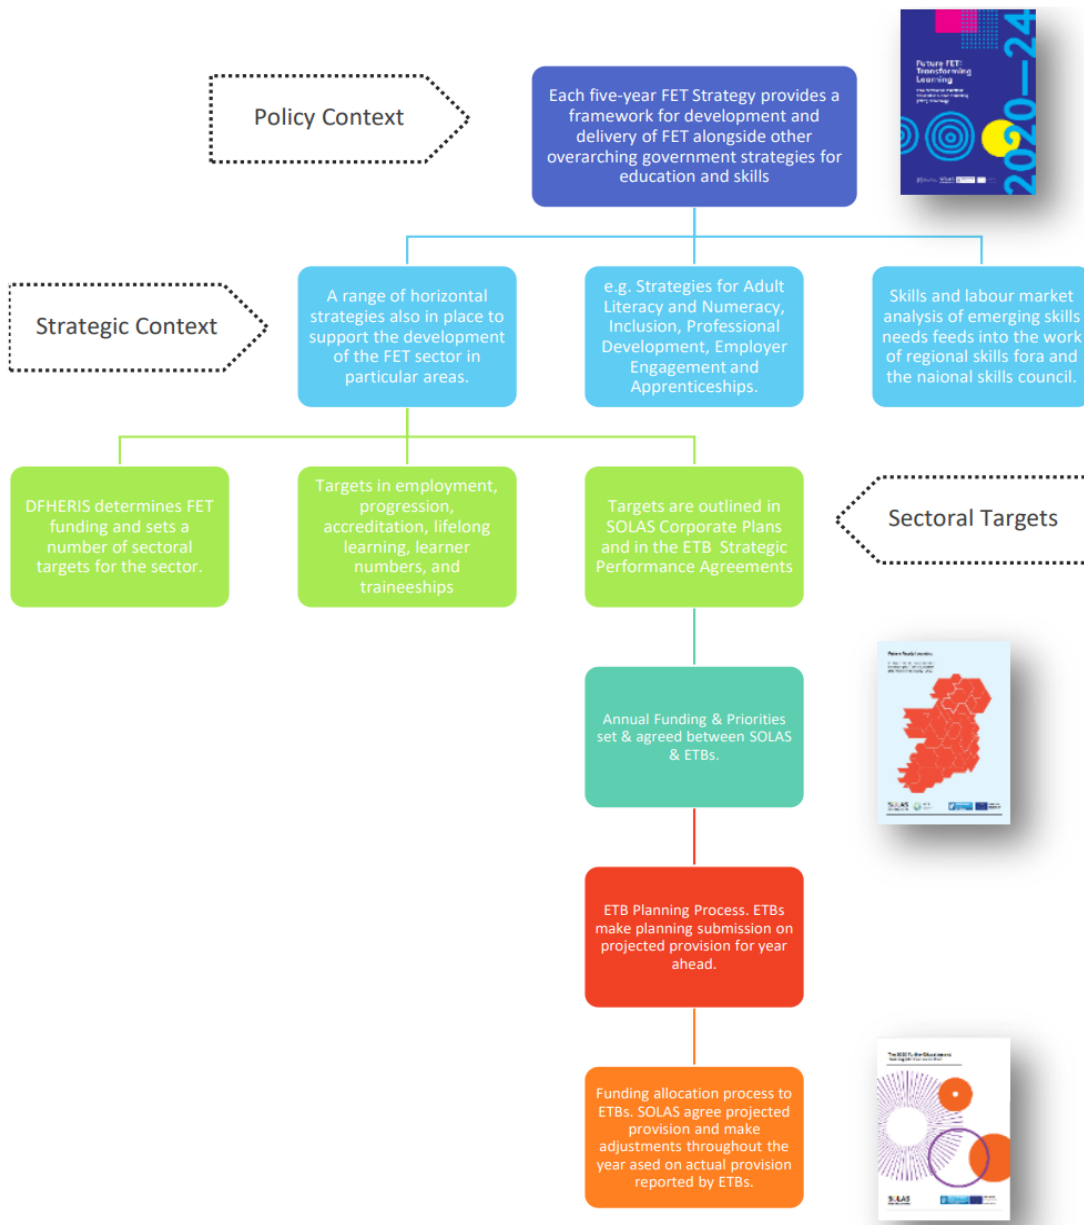 Policy Context
Each five-year FET Strategy provides a
framework for development and
delivery of FET alongside other
overarching government strategies for
education and skills
Future FET:
Transforming
Learning
2020—24
SOLAS
Strategic Context
A range of horizontal
strategies also in place to
support the development
of the FET sector in
particular areas.
e.g. Strategies for Adult
Literacy and Numeracy,
Inclusion, Professional
Development, Employer
Engagement and
Apprenticeships.
Skills and labour market
analysis of emerging skills
needs feeds into the work
of regional skills fora and
the naional skills council.
DFHERIS determines FET
funding and sets a
number of sectoral
targets for the sector.
Targets in employment,
progression,
accreditation, lifelong
learning, learner
numbers, and
traineeships
Targets are outlined in
SOLAS Corporate Plans
and in the ETB Strategic
Performance Agreements
Sectoral Targets
Annual Funding & Priorities
set & agreed between SOLAS
& ETBs.
SOLAS
ETB Planning Process. ETBs
make planning submission on
projected provision for year
ahead.
Funding allocation process to
ETBs. SOLAS agree projected
provision and make
adjustments throughout the
year ased on actual provision
reported by ETBs.
SOLAS